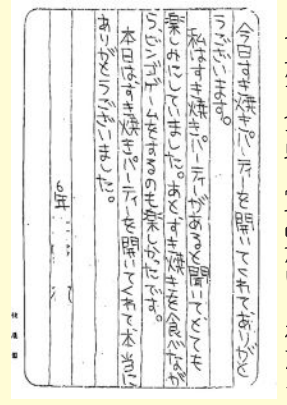 今日すき焼きパーティーを開いてくれてありがと
うございます。
私はすき焼きパーティーがあると聞いて、とても
楽しみにしていました。あとすき焼きを食べなが
ら、ビンゴゲームをするのも楽しかったです。
本日は、すき焼きパーティーを開いてくれて本当に
ありがとうございました。
6年